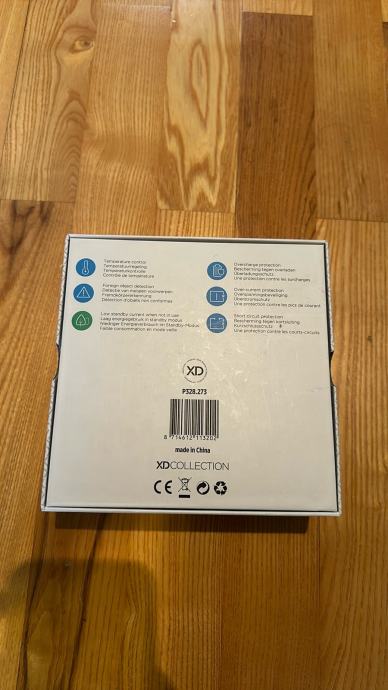 Temperature control
Temperatuurregeling
Temperaturkontrolle
Contrôle de température
Foreign object detection
Detectie van metalen voorwerpen
Fremdkörpererkennung
Détection d'objets non conformes
Low standby current when not in use
Laag energiegebruik in standby modus
Niedriger Energieverbrauch im Standby-Modus
Faible consommation en mode veille
Overcharge protection
Bescherming tegen overladen
Überladungsschutz
Une protection contre les surcharges
Over-current protection
Overspanningsbeveiliging
Überstromschutz
Une protection contre les pics de courant
Short circuit protection
Bescherming tegen kortsluiting
Kurzschlussschutz
Une protection contre les courts-circuits
XD
P328.273
8 714612 113202
made in China
XDCOLLECTION
CE